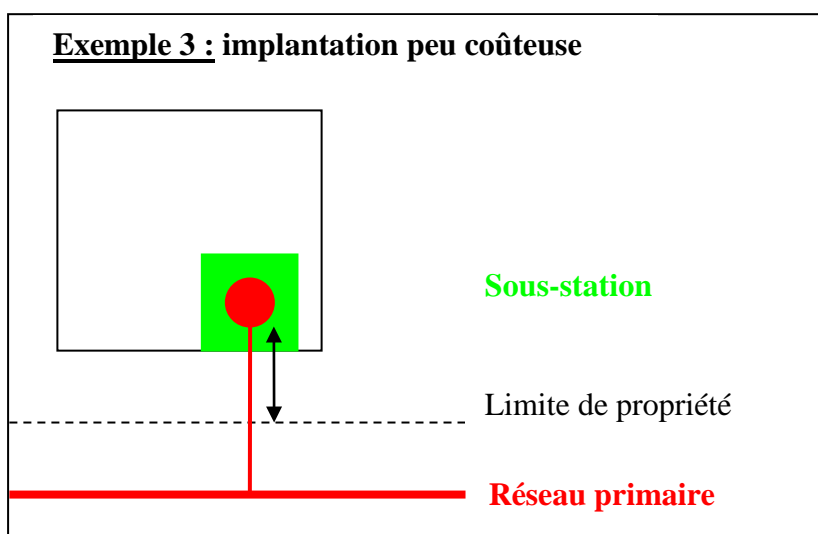 Exemple 3 : implantation peu coûteuse
Sous-station
Limite de propriété
Réseau primaire